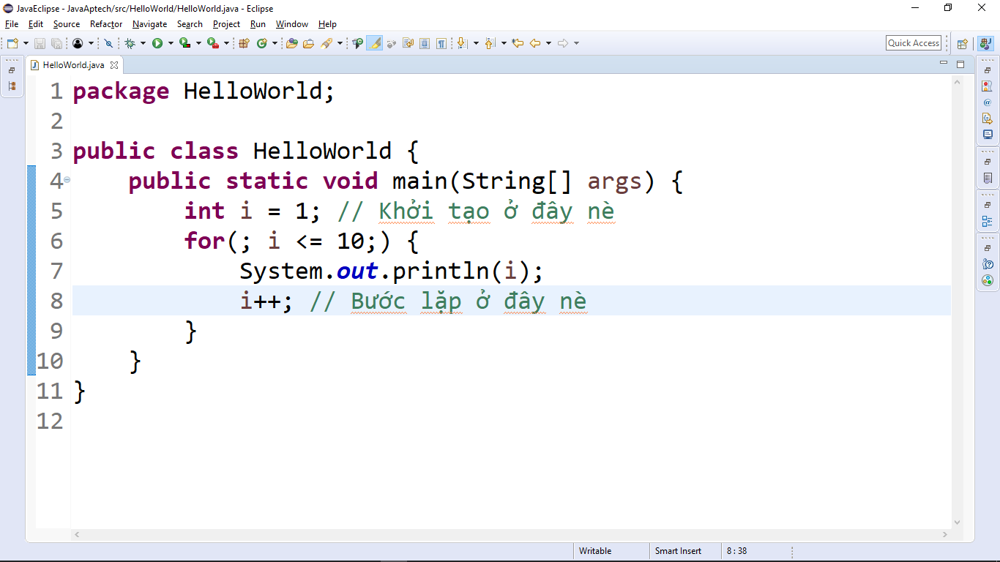 JavaEclipse - JavaAptech/src/HelloWorld/HelloWorld.java - Eclipse
File Edit Source Refactor Navigate Search Project Run Window Help
Quick Access
HelloWorld.java
1 package HelloWorld;
2
3 public class HelloWorld {
4 public static void main(String[] args) {
5 int i = 1; // Khởi tạo ở đây nè
6 for(; i <= 10;) {
7 System.out.println(i);
8 i++; // Bước lặp ở đây nè
9 }
10 }
11 }
12
Writable Smart Insert 8 : 38